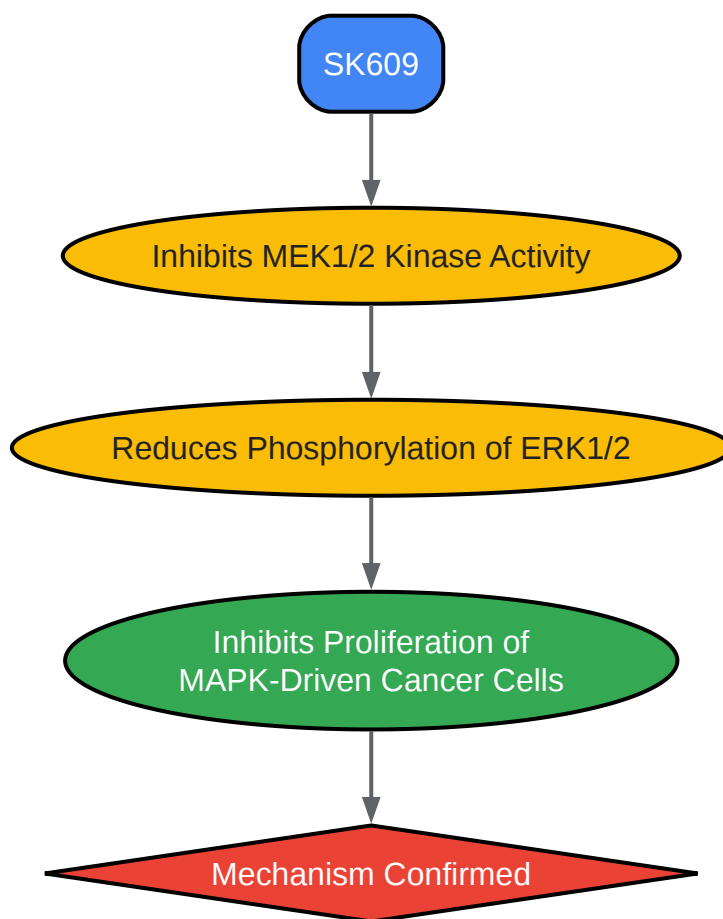 SK609
Inhibits MEK1/2 Kinase Activity
Reduces Phosphorylation of ERK1/2
Inhibits Proliferation of
MAPK-Driven Cancer Cells
Mechanism Confirmed